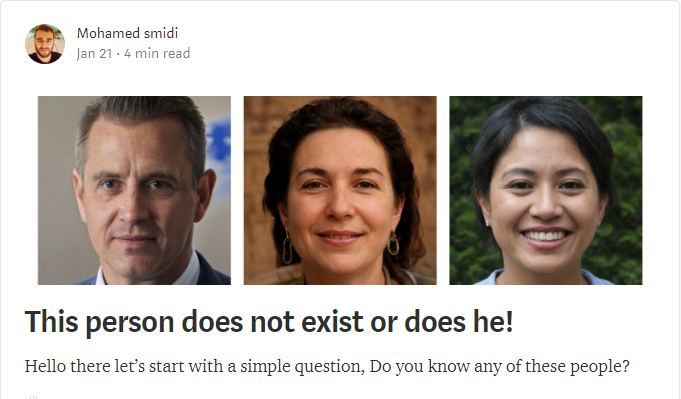 Mohamed smidi
Jan 21 · 4 min read
This person does not exist or does he!
Hello there let’s start with a simple question, Do you know any of these people?